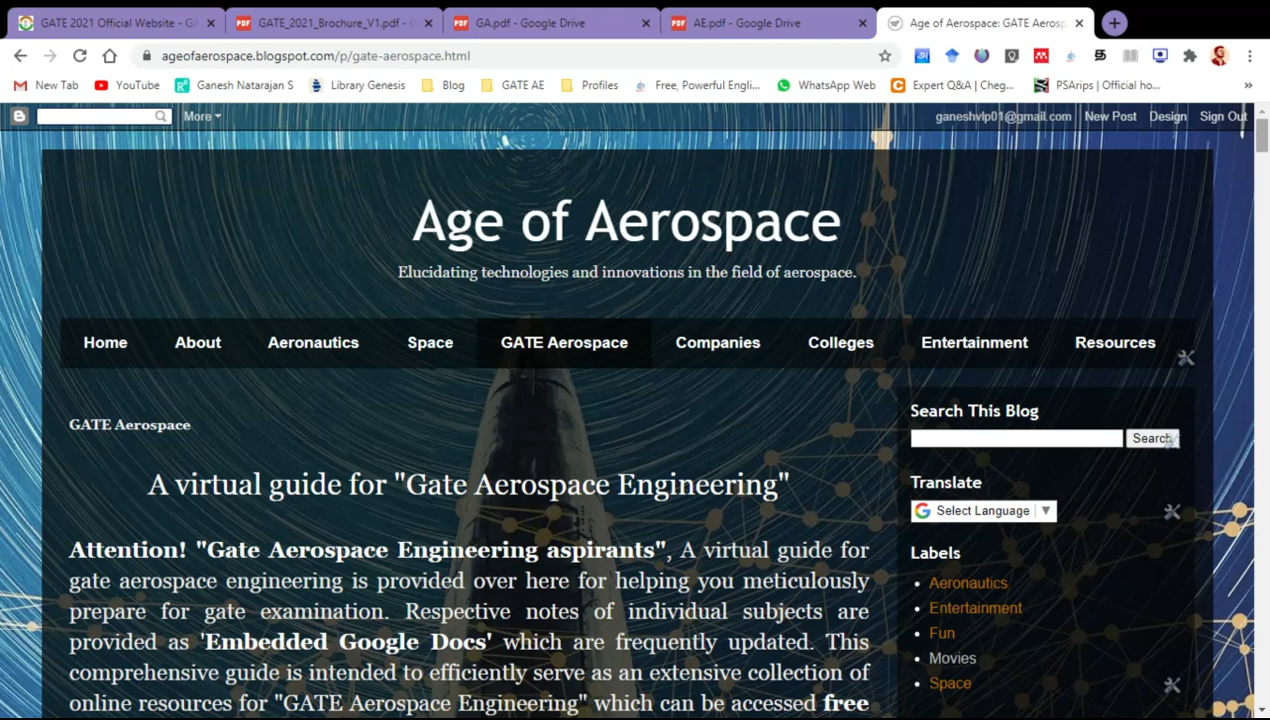 GATE 2021 Official Website - G
GATE_2021_Brochure_V1.pdf - G
GA.pdf - Google Drive
AE.pdf - Google Drive
Age of Aerospace: GATE Aerosp
ageofaerospace.blogspot.com/p/gate-aerospace.html
New Tab
YouTube
Ganesh Natarajan S
Library Genesis
Blog
GATE AE
Profiles
Free, Powerful Engli...
WhatsApp Web
Expert Q&A | Cheg...
PSArips | Official ho...
More
ganeshvlp01@gmail.com
New Post
Design
Sign Out
Age of Aerospace
Elucidating technologies and innovations in the field of aerospace.
Home
About
Aeronautics
Space
GATE Aerospace
Companies
Colleges
Entertainment
Resources
GATE Aerospace
A virtual guide for "Gate Aerospace Engineering"
Attention! "Gate Aerospace Engineering aspirants", A virtual guide for
gate aerospace engineering is provided over here for helping you meticulously
prepare for gate examination. Respective notes of individual subjects are
provided as 'Embedded Google Docs' which are frequently updated. This
comprehensive guide is intended to efficiently serve as an extensive collection of
online resources for "GATE Aerospace Engineering" which can be accessed free
Search This Blog
Search
Translate
Select Language
Labels
Aeronautics
Entertainment
Fun
Movies
Space